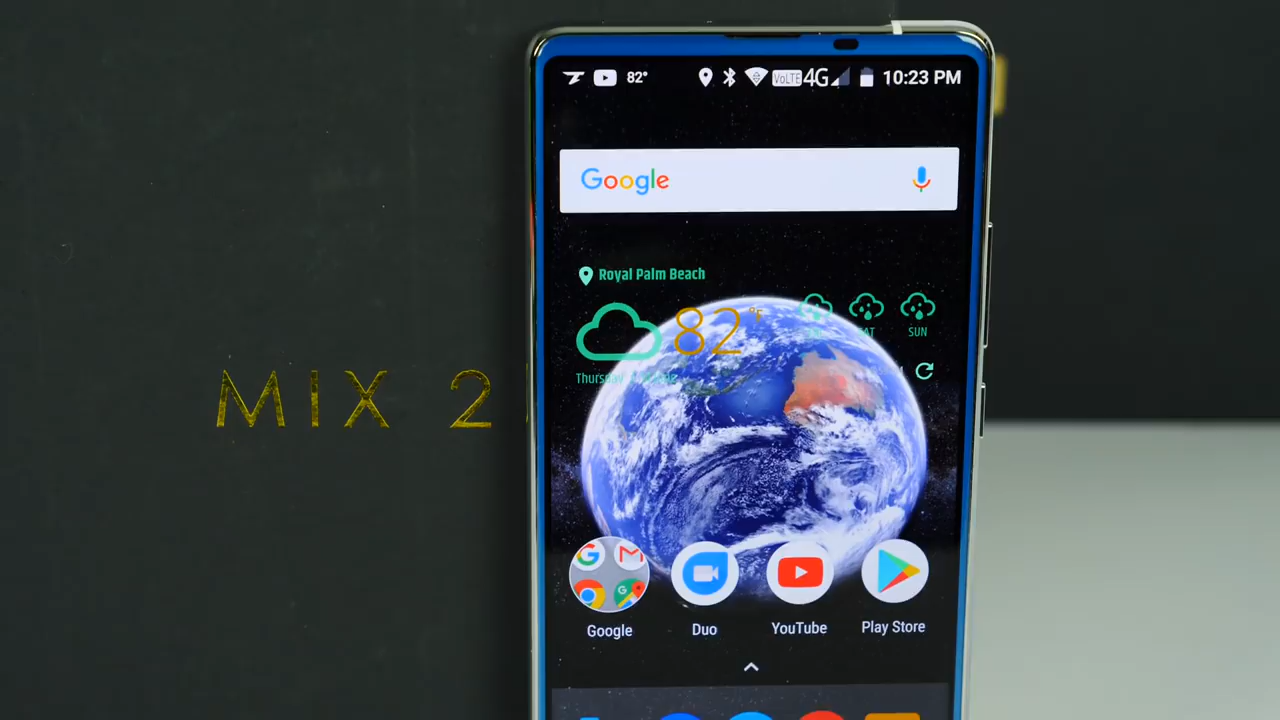 82°
VoLTE 4G
10:23 PM
Google
Royal Palm Beach
82 °F
SAT
SUN
MIX 2
Google
Duo
YouTube
Play Store